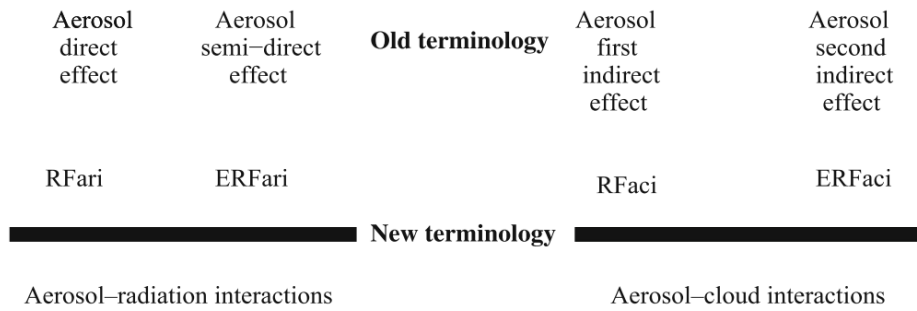 Aerosol
direct
effect
Aerosol
semi–direct
effect
Old terminology
Aerosol
first
indirect
effect
Aerosol
second
indirect
effect
RFari
ERFari
RFaci
ERFaci
New terminology
Aerosol–radiation interactions
Aerosol–cloud interactions